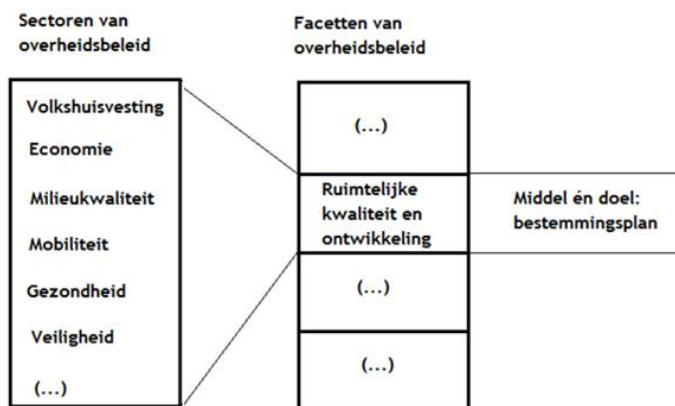 Sectoren van
overheidsbeleid
Volkshuisvesting
Economie
Milieukwaliteit
Mobiliteit
Gezondheid
Veiligheid
(...)
Facetten van
overheidsbeleid
(...)
Ruimtelijke
kwaliteit en
ontwikkeling
(...)
(...)
Middel én doel:
bestemmingsplan